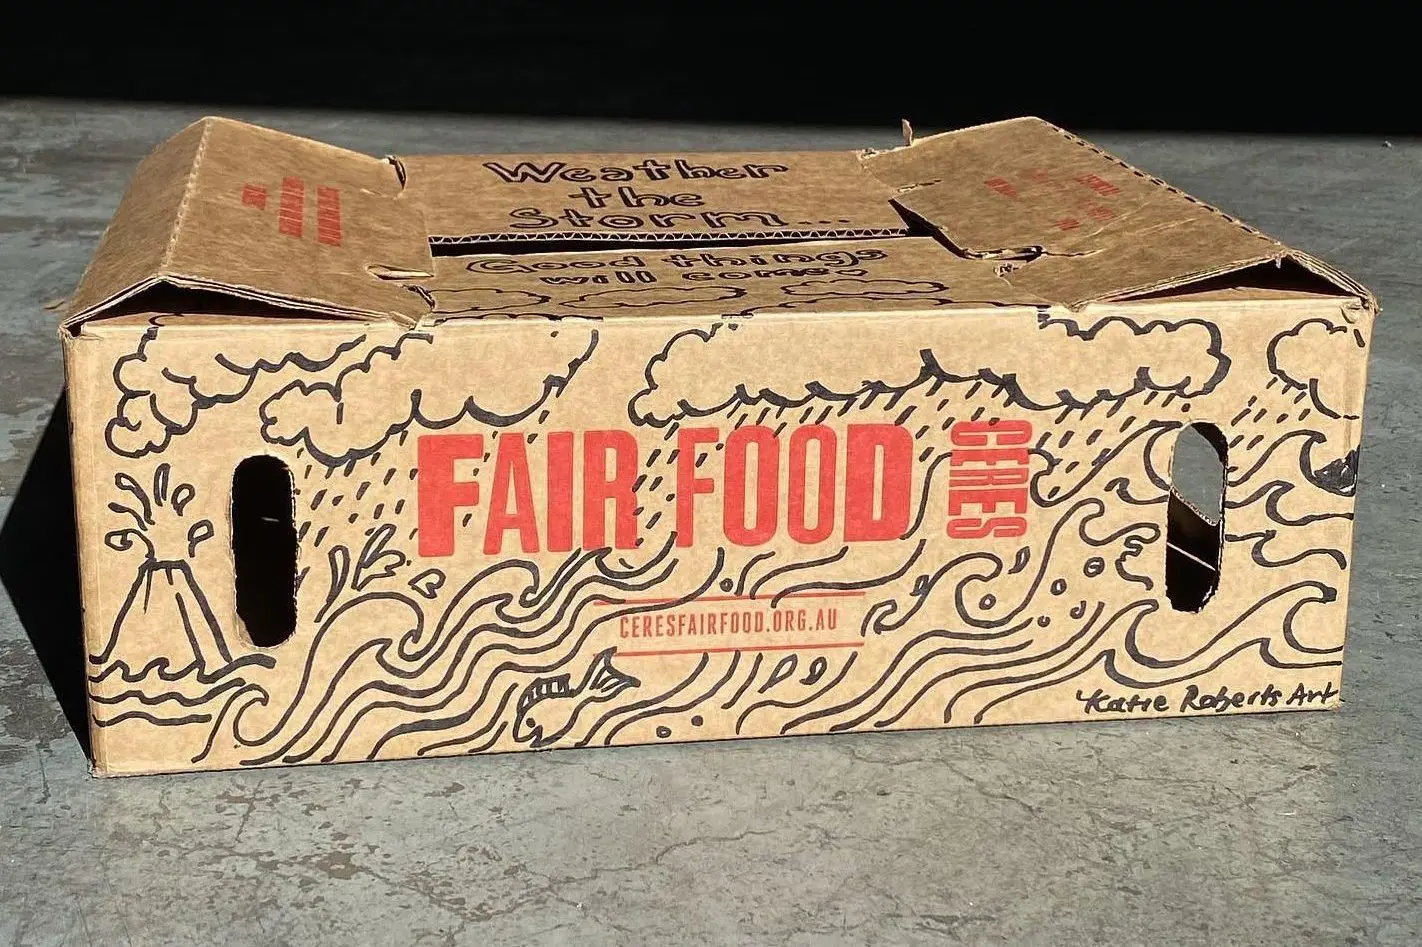 Weather
the
Storm...
Good things
will come
FAIR FOOD
CERES
CERESFAIRFOOD.ORG.AU
Katie Roberts Art